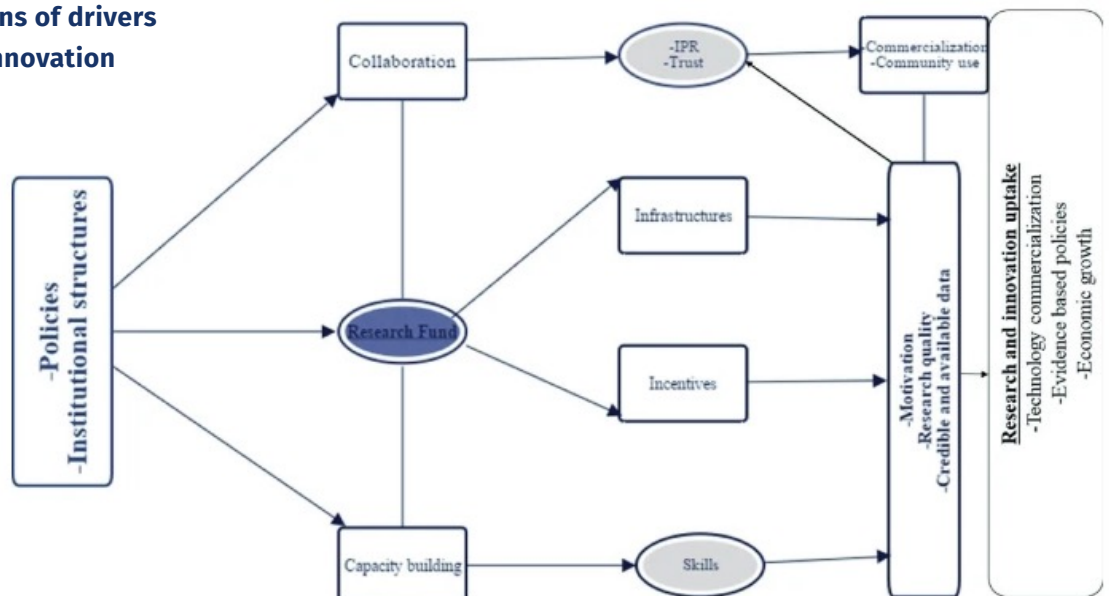 ns of drivers
nnovation
-Policies
-Institutional structures
Collaboration
Research Fund
Capacity building
-IPR
-Trust
Infrastructures
Incentives
Skills
-Commercialization
-Community use
-Motivation
-Research quality
-Credible and available data
Research and innovation uptake
-Technology commercialization
-Evidence based policies
-Economic growth